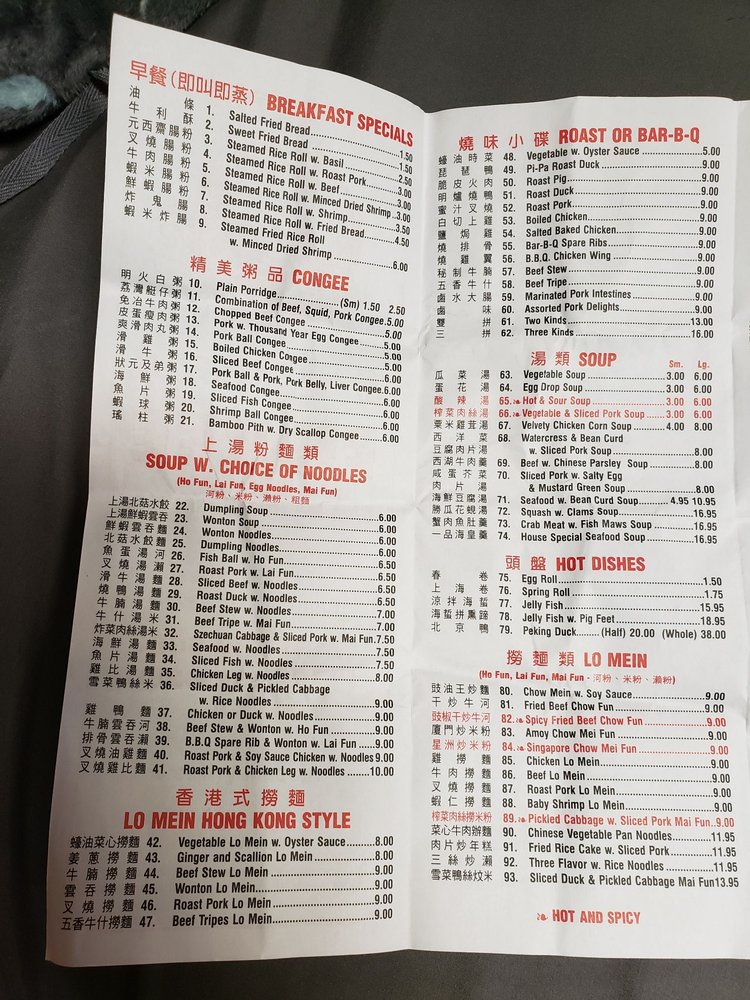 早餐(即叫即蒸) BREAKFAST SPECIALS
油條 1. Salted Fried Bread 1.50
牛利酥 2. Sweet Fried Bread 1.50
元西齋腸粉 3. Steamed Rice Roll w. Basil 2.50
叉燒腸粉 4. Steamed Rice Roll w. Roast Pork 3.00
牛肉腸粉 5. Steamed Rice Roll w. Beef 3.00
蝦米腸粉 6. Steamed Rice Roll w. Minced Dried Shrimp 3.00
鮮蝦腸粉 7. Steamed Rice Roll w. Shrimp 3.50
炸鬼腸 8. Steamed Rice Roll w. Fried Bread 4.50
蝦米炸腸 9. Steamed Fried Rice Roll
w. Minced Dried Shrimp 6.00
精美粥品 CONGEE
明火白粥 10. Plain Porridge (Sm) 1.50 2.50
荔灣艇仔粥 11. Combination of Beef, Squid, Pork Congee 5.00
免治牛肉粥 12. Chopped Beef Congee 5.00
皮蛋瘦肉粥 13. Pork w. Thousand Year Egg Congee 5.00
爽滑肉丸粥 14. Pork Ball Congee 5.00
滑雞粥 15. Boiled Chicken Congee 5.00
滑牛粥 16. Sliced Beef Congee 5.00
狀元及弟粥 17. Pork Ball & Pork, Pork Belly, Liver Congee 6.00
海鮮粥 18. Seafood Congee 6.00
魚片粥 19. Sliced Fish Congee 6.00
蝦球粥 20. Shrimp Ball Congee 6.00
瑤柱粥 21. Bamboo Pith w. Dry Scallop Congee 6.00
上湯粉麵類
SOUP W. CHOICE OF NOODLES
(Ho Fun, Lai Fun, Egg Noodles, Mai Fun)
河粉、米粉、瀨粉、粗麵
上湯北菇水餃 22. Dumpling Soup 6.00
上湯鮮蝦雲吞 23. Wonton Soup 6.00
鮮蝦雲吞麵 24. Wonton Noodles 6.00
北菇水餃麵 25. Dumpling Noodles 6.00
魚蛋湯河 26. Fish Ball w. Ho Fun 6.50
叉燒湯瀨 27. Roast Pork w. Lai Fun 6.50
滑牛湯麵 28. Sliced Beef w. Noodles 6.50
燒鴨湯麵 29. Roast Duck w. Noodles 6.50
牛腩湯麵 30. Beef Stew w. Noodles 7.00
牛什湯米 31. Beef Tripe w. Mai Fun 7.00
炸菜肉絲湯米 32. Szechuan Cabbage & Sliced Pork w. Mai Fun 7.50
海鮮湯麵 33. Seafood w. Noodles 7.50
魚片湯麵 34. Sliced Fish w. Noodles 7.50
雞比湯麵 35. Chicken Leg w. Noodles 8.00
雪菜鴨絲米 36. Sliced Duck & Pickled Cabbage
w. Rice Noodles 9.00
雞鴨麵 37. Chicken or Duck w. Noodles 9.00
牛腩雲吞河 38. Beef Stew & Wonton w. Ho Fun 9.00
排骨雲吞瀨 39. B.B.Q Spare Rib & Wonton w. Lai Fun 9.00
叉燒油雞麵 40. Roast Pork & Soy Sauce Chicken w. Noodles 9.00
叉燒雞比麵 41. Roast Pork & Chicken Leg w. Noodles 10.00
香港式撈麵
LO MEIN HONG KONG STYLE
蠔油菜心撈麵 42. Vegetable Lo Mein w. Oyster Sauce 8.00
姜蔥撈麵 43. Ginger and Scallion Lo Mein 8.00
牛腩撈麵 44. Beef Stew Lo Mein 9.00
雲吞撈麵 45. Wonton Lo Mein 9.00
叉燒撈麵 46. Roast Pork Lo Mein 9.00
五香牛什撈麵 47. Beef Tripes Lo Mein 9.00
燒味小碟 ROAST OR BAR-B-Q
蠔油時菜 48. Vegetable w. Oyster Sauce 5.00
琵琶鴨 49. Pi-Pa Roast Duck 9.00
脆皮火肉 50. Roast Pig 9.00
明爐燒鴨 51. Roast Duck 9.00
蜜汁叉燒 52. Roast Pork 9.00
白切上雞 53. Boiled Chicken 9.00
鹽焗雞 54. Salted Baked Chicken 9.00
燒排骨 55. Bar-B-Q Spare Ribs 9.00
燒雞翼 56. B.B.Q. Chicken Wing 9.00
秘制牛腩 57. Beef Stew 9.00
五香牛什 58. Beef Tripe 9.00
鹵水大腸 59. Marinated Pork Intestines 9.00
鹵味 60. Assorted Pork Delights 9.00
雙拼 61. Two Kinds 13.00
三拼 62. Three Kinds 16.00
湯類 SOUP
Sm. Lg.
瓜菜湯 63. Vegetable Soup 3.00 6.00
蛋花湯 64. Egg Drop Soup 3.00 6.00
酸辣湯 65. Hot & Sour Soup 3.00 6.00
榨菜肉絲湯 66. Vegetable & Sliced Pork Soup 3.00 6.00
粟米雞茸湯 67. Velvety Chicken Corn Soup 4.00 8.00
西洋菜 68. Watercress & Bean Curd
豆腐肉片湯 w. Sliced Pork Soup 8.00
西湖牛肉羹 69. Beef w. Chinese Parsley Soup 8.00
咸蛋芥菜 70. Sliced Pork w. Salty Egg
肉片湯 & Mustard Green Soup 8.00
海鮮豆腐湯 71. Seafood w. Bean Curd Soup 4.95 10.95
勝瓜花蜆湯 72. Squash w. Clams Soup 16.95
蟹肉魚肚羹 73. Crab Meat w. Fish Maws Soup 16.95
一品海皇羹 74. House Special Seafood Soup 16.95
頭盤 HOT DISHES
春卷 75. Egg Roll 1.50
上海卷 76. Spring Roll 1.75
涼拌海蜇 77. Jelly Fish 15.95
海蜇拼熏蹄 78. Jelly Fish w. Pig Feet 18.95
北京鴨 79. Peking Duck (Half) 20.00 (Whole) 38.00
撈麵類 LO MEIN
(Ho Fun, Lai Fun, Mai Fun - 河粉、米粉、瀨粉)
豉油王炒麵 80. Chow Mein w. Soy Sauce 9.00
干炒牛河 81. Fried Beef Chow Fun 9.00
豉椒干炒牛河 82. Spicy Fried Beef Chow Fun 9.00
廈門炒米粉 83. Amoy Chow Mei Fun 9.00
星洲炒米粉 84. Singapore Chow Mei Fun 9.00
雞撈麵 85. Chicken Lo Mein 9.00
牛肉撈麵 86. Beef Lo Mein 9.00
叉燒撈麵 87. Roast Pork Lo Mein 9.00
蝦仁撈麵 88. Baby Shrimp Lo Mein 9.00
榨菜肉絲撈米粉 89. Pickled Cabbage w. Sliced Pork Mai Fun 9.00
菜心牛肉辦麵 90. Chinese Vegetable Pan Noodles 11.95
肉片炒年糕 91. Fried Rice Cake w. Sliced Pork 11.95
三絲炒瀨 92. Three Flavor w. Rice Noodles 11.95
雪菜鴨絲炆米 93. Sliced Duck & Pickled Cabbage Mai Fun 13.95
HOT AND SPICY